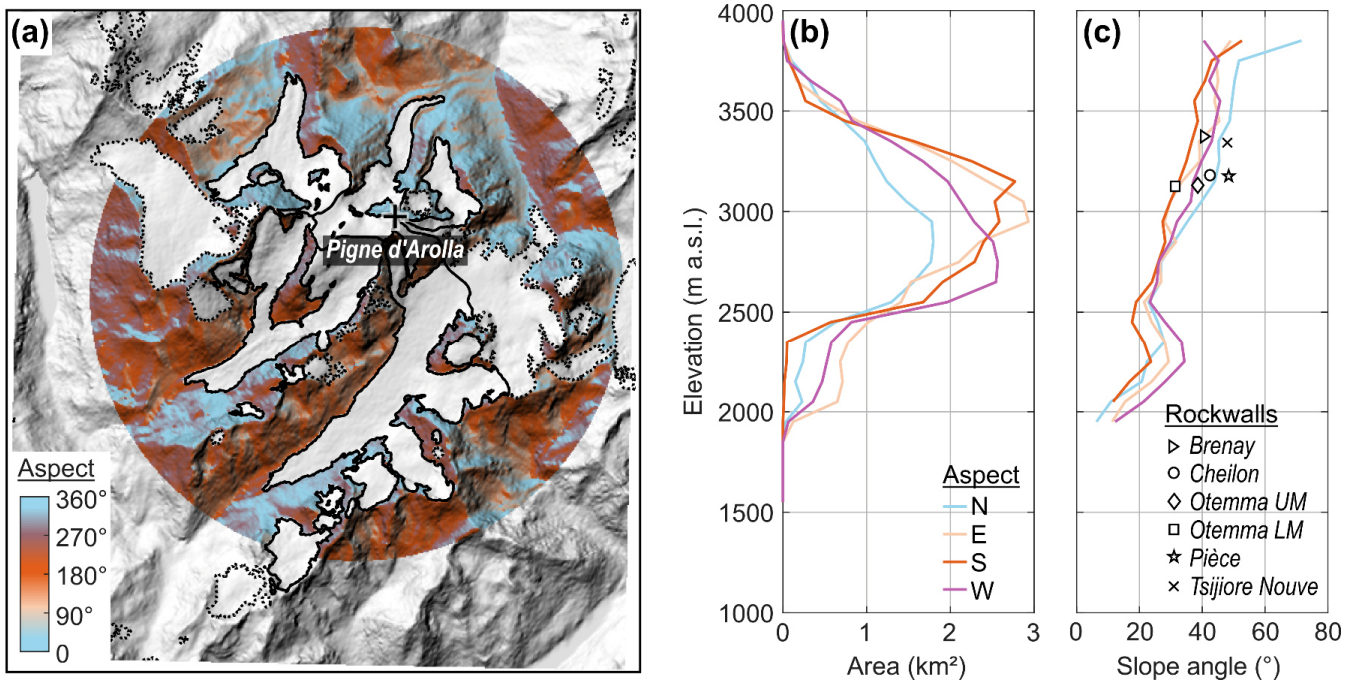 (a)
Pigne d'Arolla
Aspect
360°
270°
180°
90°
0
(b)
4000
3500
3000
2500
2000
1500
1000
Elevation (m a.s.l.)
0 1 2 3
Area (km²)
Aspect
N
E
S
W
(c)
0 20 40 60 80
Slope angle (°)
Rockwalls
Brenay
Cheilon
Otemma UM
Otemma LM
Pièce
Tsijiore Nouve